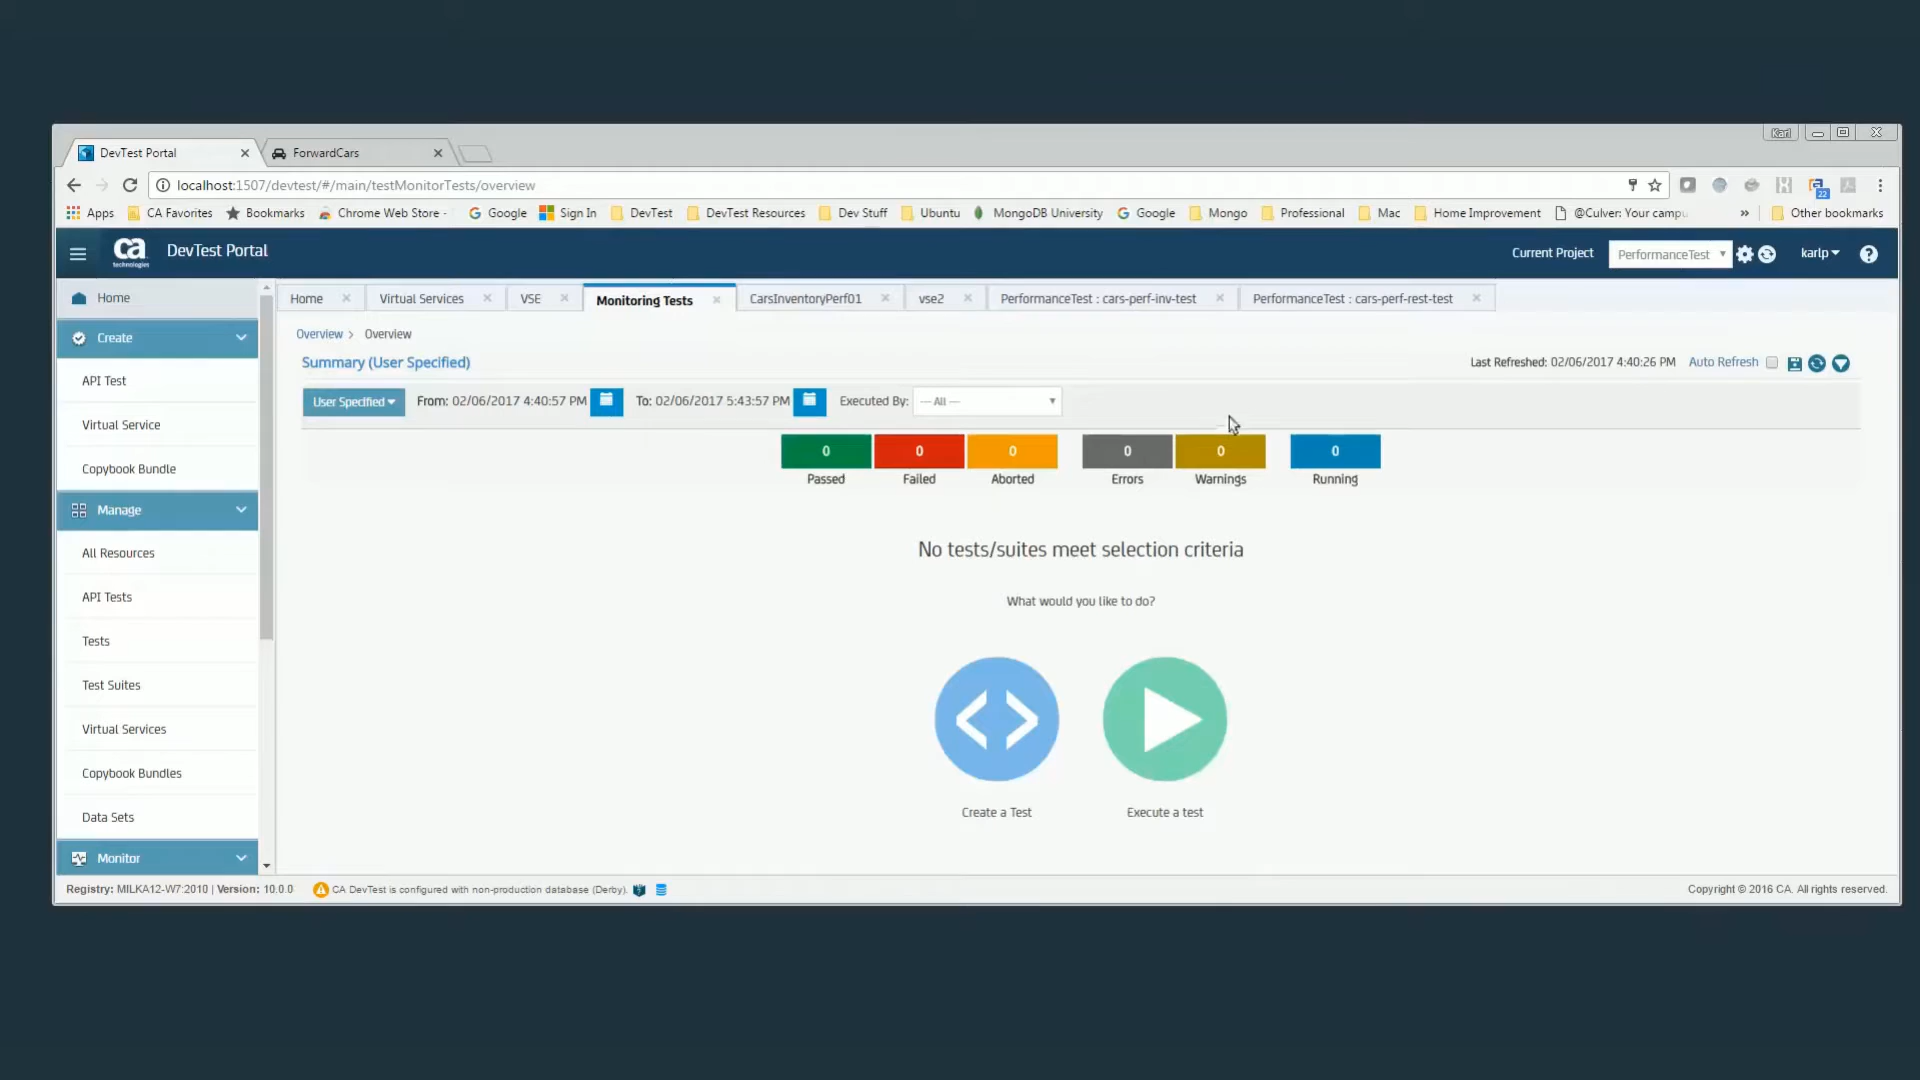 Karl
DevTest Portal
ForwardCars
localhost:1507/devtest/#/main/testMonitorTests/overview
22
Apps CA Favorites Bookmarks Chrome Web Store - Google Sign In DevTest DevTest Resources Dev Stuff Ubuntu MongoDB University Google Mongo Professional Mac Home Improvement @Culver: Your campu » Other bookmarks
ca technologies DevTest Portal Current Project PerformanceTest karlp ?
Home
Create
API Test
Virtual Service
Copybook Bundle
Manage
All Resources
API Tests
Tests
Test Suites
Virtual Services
Copybook Bundles
Data Sets
Monitor
Home Virtual Services VSE Monitoring Tests CarsInventoryPerf01 vse2 PerformanceTest : cars-perf-inv-test PerformanceTest : cars-perf-rest-test
Overview > Overview
Summary (User Specified) Last Refreshed: 02/06/2017 4:40:26 PM Auto Refresh
User Specified From: 02/06/2017 4:40:57 PM To: 02/06/2017 5:43:57 PM Executed By: --- All ---
0 0 0 0 0 0
Passed Failed Aborted Errors Warnings Running
No tests/suites meet selection criteria
What would you like to do?
Create a Test Execute a test
Registry: MILKA12-W7:2010 | Version: 10.0.0 CA DevTest is configured with non-production database (Derby). Copyright © 2016 CA. All rights reserved.